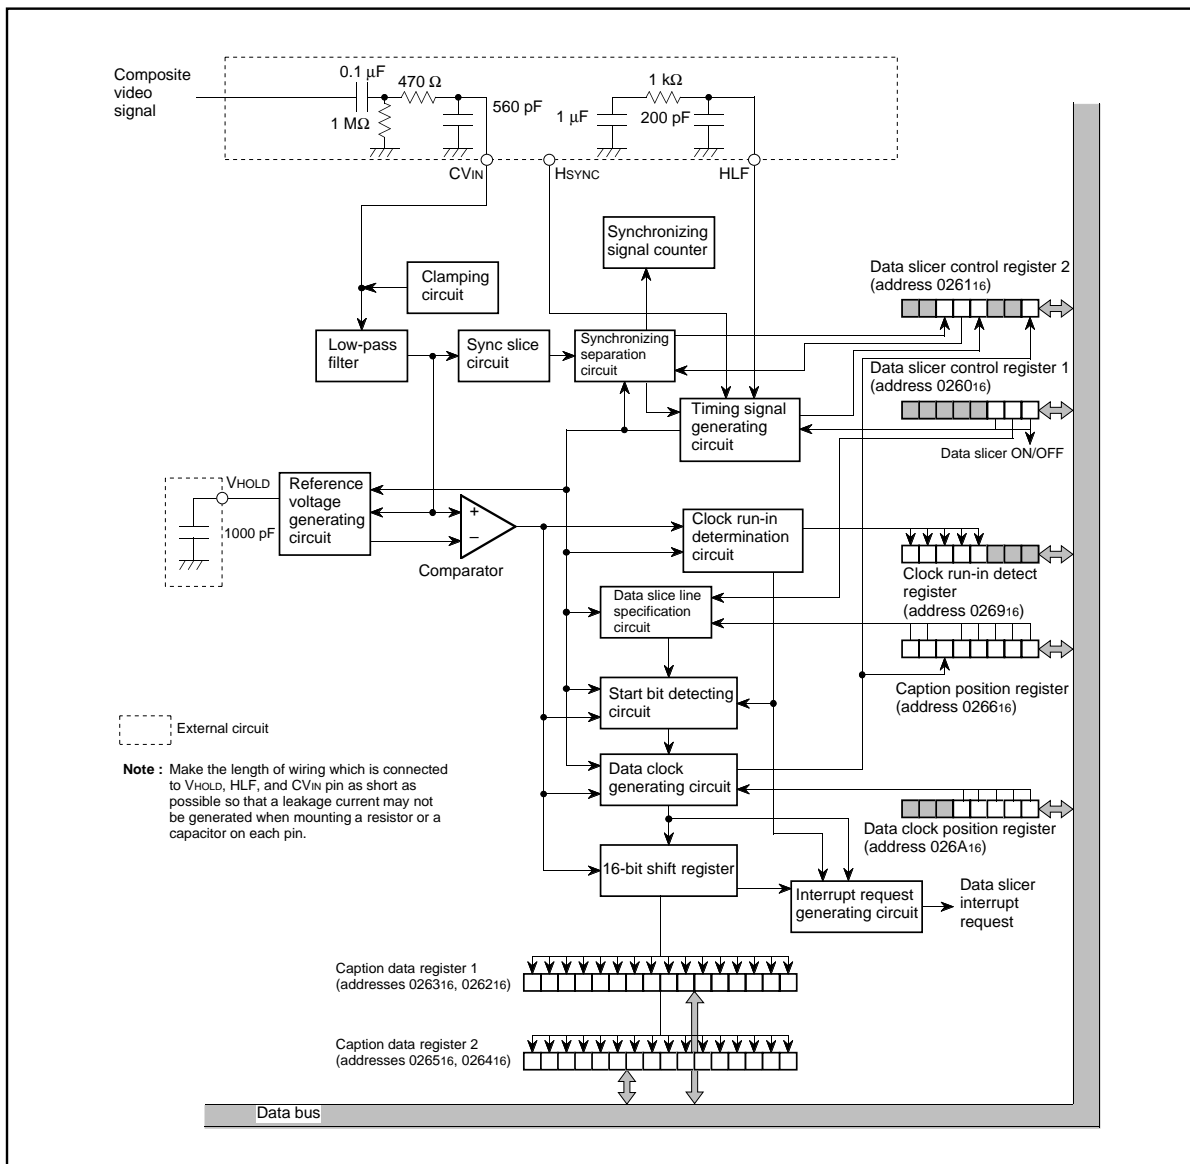 Composite
video
signal
0.1 µF
470 Ω
1 MΩ
560 pF
1 kΩ
1 µF
200 pF
CVIN
HSYNC
HLF
Synchronizing
signal counter
Clamping
circuit
Low-pass
filter
Sync slice
circuit
Synchronizing
separation
circuit
Timing signal
generating
circuit
Data slicer control register 2
(address 026116)
Data slicer control register 1
(address 026016)
Data slicer ON/OFF
VHOLD
1000 pF
Reference
voltage
generating
circuit
+
−
Comparator
Clock run-in
determination
circuit
Clock run-in detect
register
(address 026916)
Data slice line
specification
circuit
Caption position register
(address 026616)
Start bit detecting
circuit
External circuit
Note : Make the length of wiring which is connected
to VHOLD, HLF, and CVIN pin as short as
possible so that a leakage current may not
be generated when mounting a resistor or a
capacitor on each pin.
Data clock
generating circuit
Data clock position register
(address 026A16)
16-bit shift register
Interrupt request
generating circuit
Data slicer
interrupt
request
Caption data register 1
(addresses 026316, 026216)
Caption data register 2
(addresses 026516, 026416)
Data bus